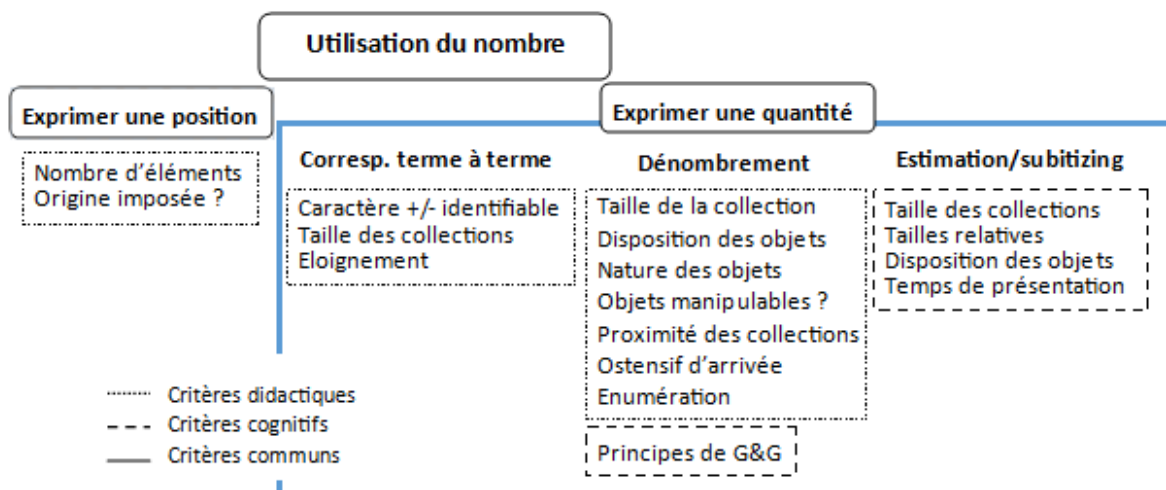 Utilisation du nombre
Exprimer une position
Exprimer une quantité
Nombre d'éléments
Origine imposée ?
Corresp. terme à terme
Caractère +/- identifiable
Taille des collections
Eloignement
Dénombrement
Taille de la collection
Disposition des objets
Nature des objets
Objets manipulables ?
Proximité des collections
Ostensif d'arrivée
Enumération
Principes de G&G
Estimation/subitizing
Taille des collections
Tailles relatives
Disposition des objets
Temps de présentation
Critères didactiques
Critères cognitifs
Critères communs